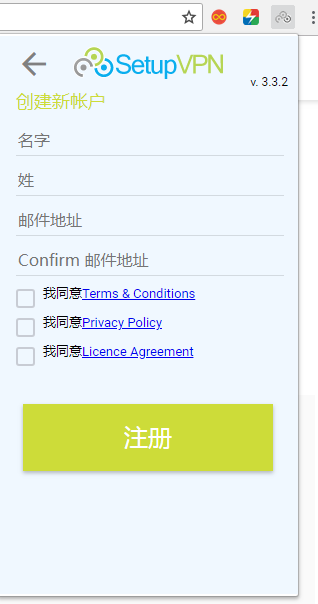 SetupVPN
v. 3.3.2
创建新帐户
名字
姓
邮件地址
Confirm 邮件地址
我同意Terms & Conditions
我同意Privacy Policy
我同意Licence Agreement
注册